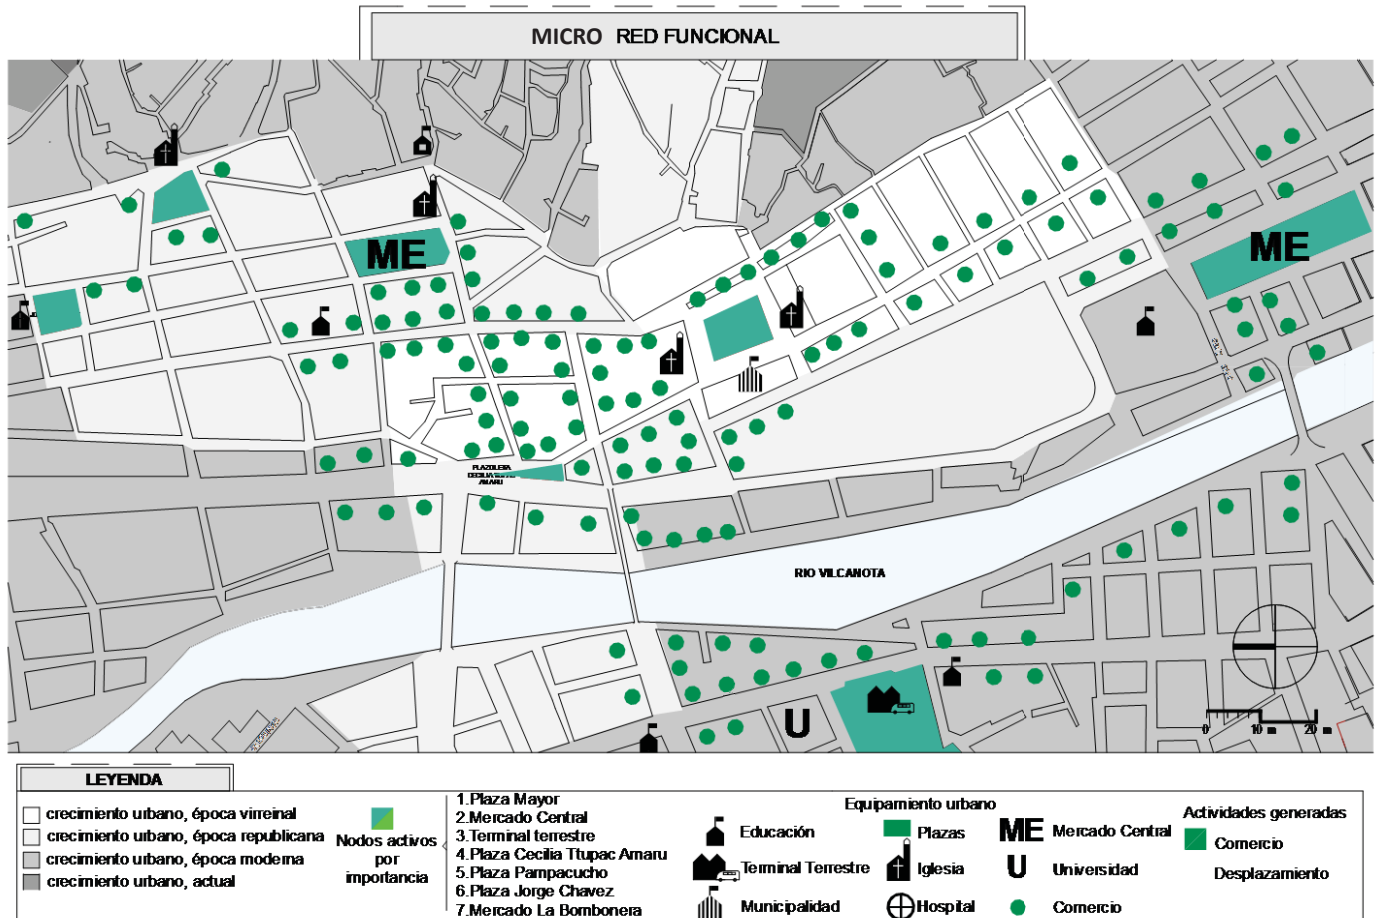 MICRO RED FUNCIONAL
ME
ME
PLAZOLETA
CECILIA
AMARU
RIO VILCANOTA
U
0 10 m 20 m
LEYENDA
crecimiento urbano, época virreinal
crecimiento urbano, época republicana
crecimiento urbano, época moderna
crecimiento urbano, actual
Nodos activos
por
importancia
1.Plaza Mayor
2.Mercado Central
3.Terminal terrestre
4.Plaza Cecilia Ttupac Amaru
5.Plaza Pampacucho
6.Plaza Jorge Chavez
7.Mercado La Bombonera
Equipamiento urbano
Educación
Terminal Terrestre
Municipalidad
Plazas
Iglesia
Hospital
ME Mercado Central
U Universidad
Comercio
Actividades generadas
Comercio
Desplazamiento